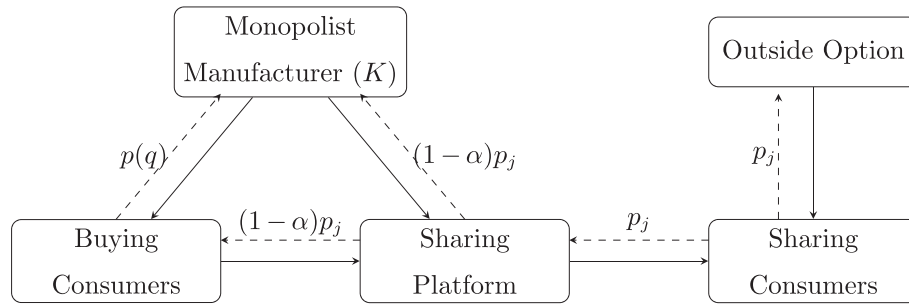 Monopolist
Manufacturer (K)
Outside Option
p(q)
(1 − α)p_j
p_j
(1 − α)p_j
p_j
Buying
Consumers
Sharing
Platform
Sharing
Consumers